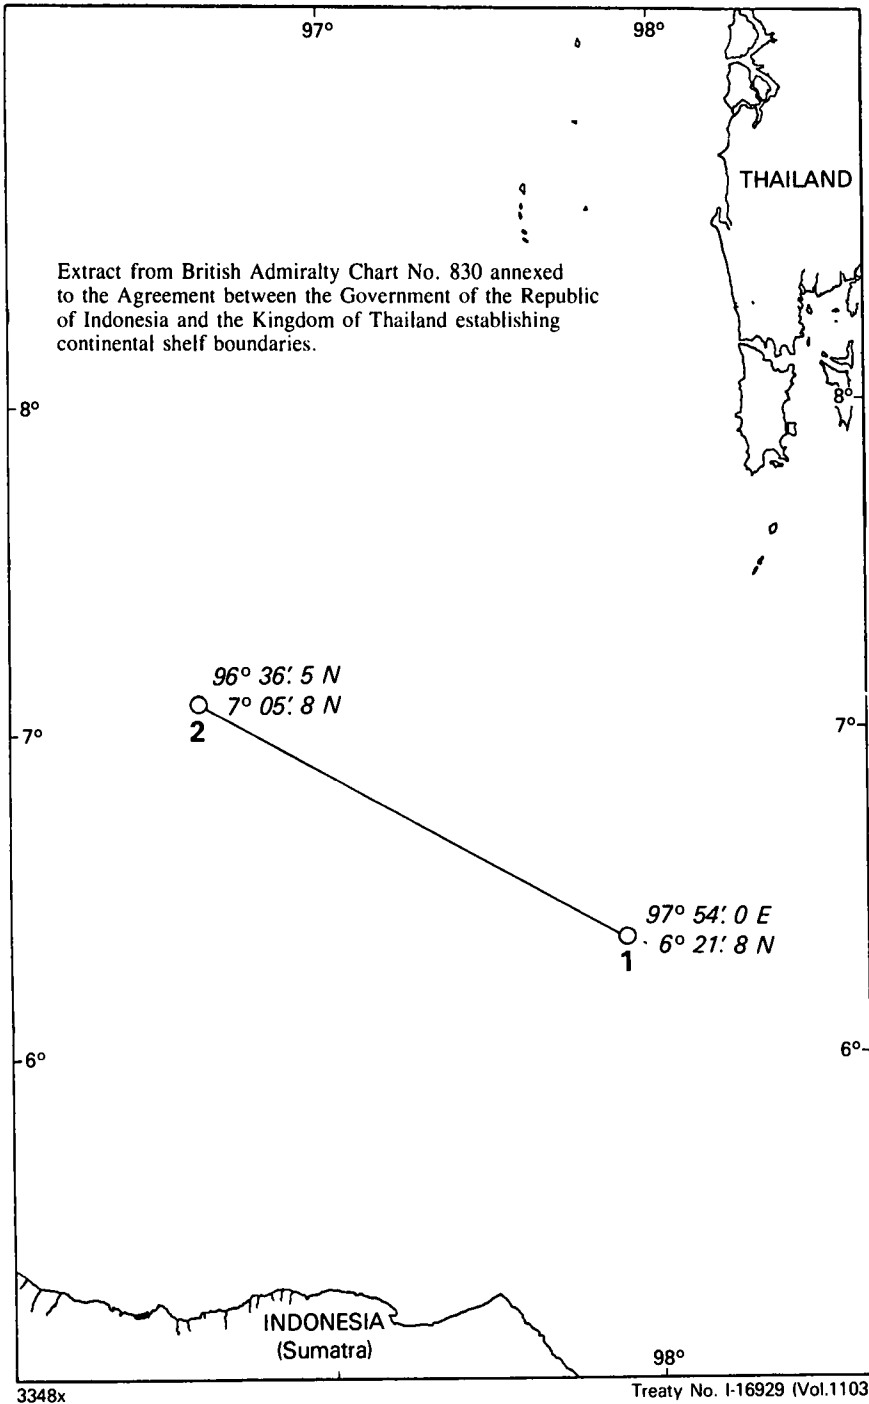 97°
98°
THAILAND
Extract from British Admiralty Chart No. 830 annexed
to the Agreement between the Government of the Republic
of Indonesia and the Kingdom of Thailand establishing
continental shelf boundaries.
8°
8°
96° 36'. 5 N
7° 05'. 8 N
2
7°
7°
97° 54'. 0 E
6° 21'. 8 N
1
6°
6°
INDONESIA
(Sumatra)
98°
3348x
Treaty No. I-16929 (Vol.1103